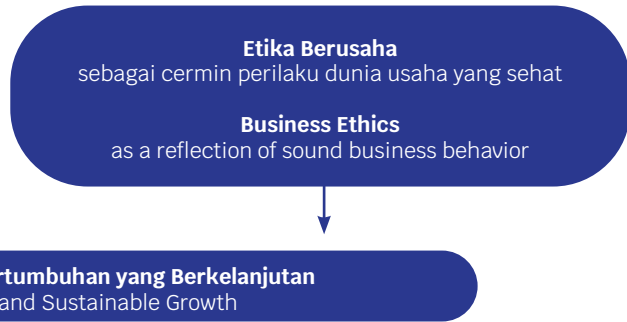 Etika Berusaha
sebagai cermin perilaku dunia usaha yang sehat
Business Ethics
as a reflection of sound business behavior
yang Berkelanjutan
and Sustainable Growth